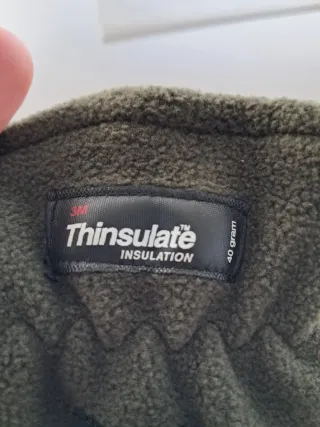 3M
Thinsulate™
INSULATION
40 gram